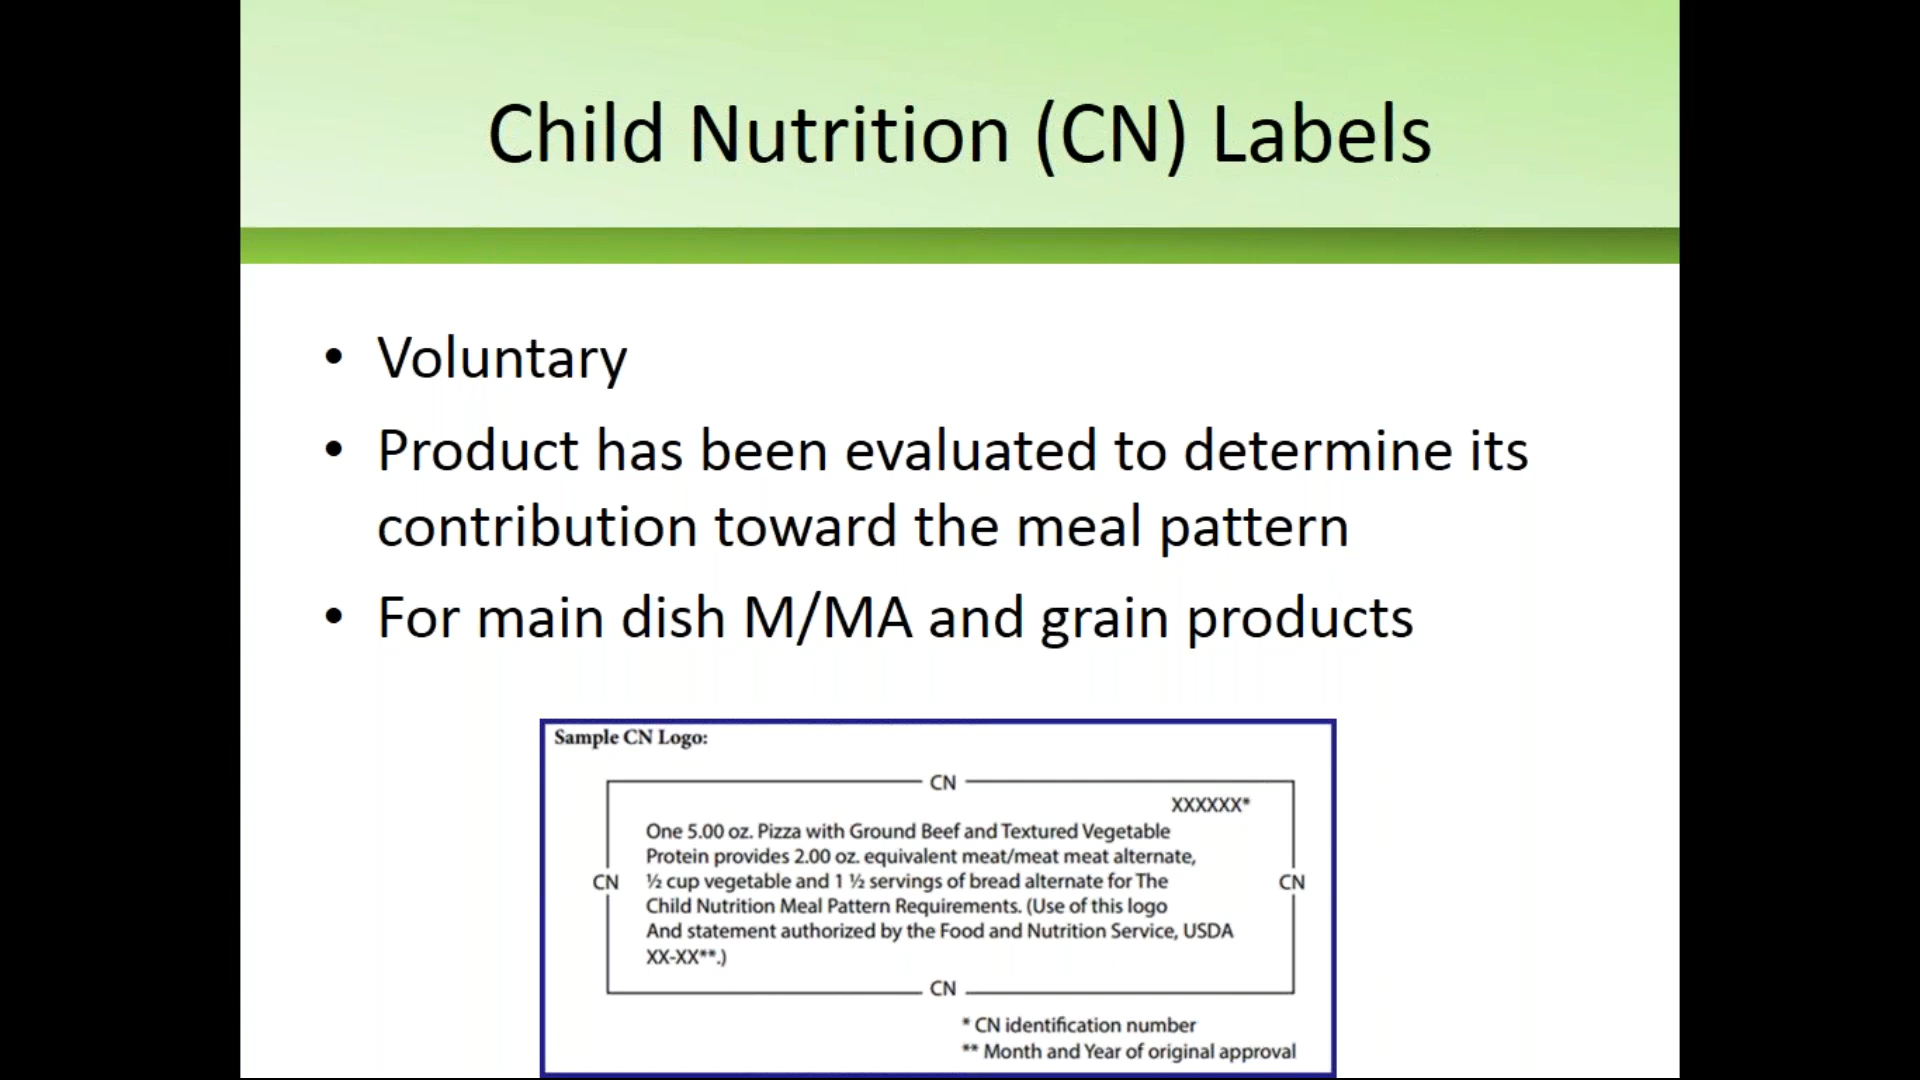 Child Nutrition (CN) Labels
• Voluntary
• Product has been evaluated to determine its
contribution toward the meal pattern
• For main dish M/MA and grain products
Sample CN Logo:
CN
XXXXXX*
One 5.00 oz. Pizza with Ground Beef and Textured Vegetable
Protein provides 2.00 oz. equivalent meat/meat meat alternate,
CN ½ cup vegetable and 1 ½ servings of bread alternate for The CN
Child Nutrition Meal Pattern Requirements. (Use of this logo
And statement authorized by the Food and Nutrition Service, USDA
XX-XX**.)
CN
* CN identification number
** Month and Year of original approval